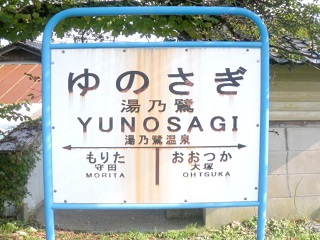 ゆのさぎ
湯乃鷺
YUNOSAGI
湯乃鷺温泉
もりた おおつか
守田 大塚
MORITA OHTSUKA